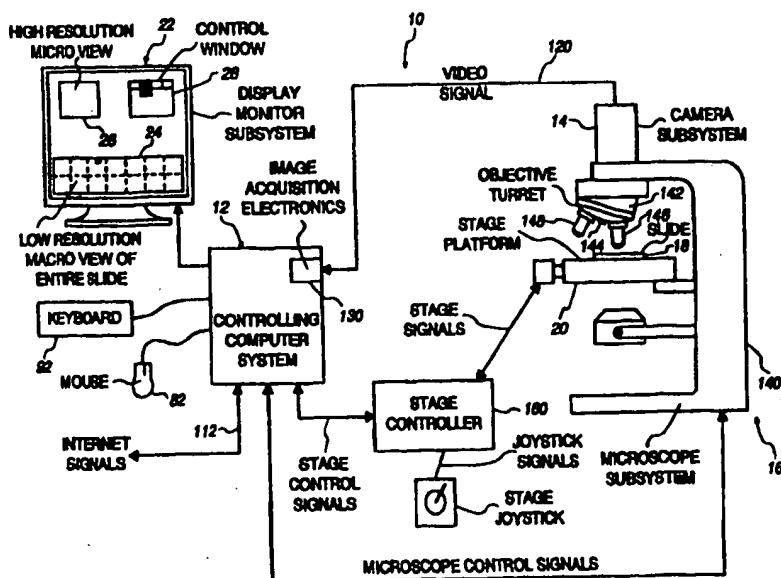 HIGH RESOLUTION
MICRO VIEW
22
CONTROL
WINDOW
28
DISPLAY
MONITOR
SUBSYSTEM
26
24
LOW RESOLUTION
MACRO VIEW OF
ENTIRE SLIDE
10
120
VIDEO
SIGNAL
14
CAMERA
SUBSYSTEM
OBJECTIVE
TURRET
142
148
144
146
SLIDE
18
STAGE
PLATFORM
20
IMAGE
ACQUISITION
ELECTRONICS
12
130
CONTROLLING
COMPUTER
SYSTEM
KEYBOARD
92
MOUSE
82
STAGE
SIGNALS
140
STAGE
CONTROLLER
160
112
INTERNET
SIGNALS
STAGE
CONTROL
SIGNALS
JOYSTICK
SIGNALS
STAGE
JOYSTICK
MICROSCOPE
SUBSYSTEM
16
MICROSCOPE CONTROL SIGNALS